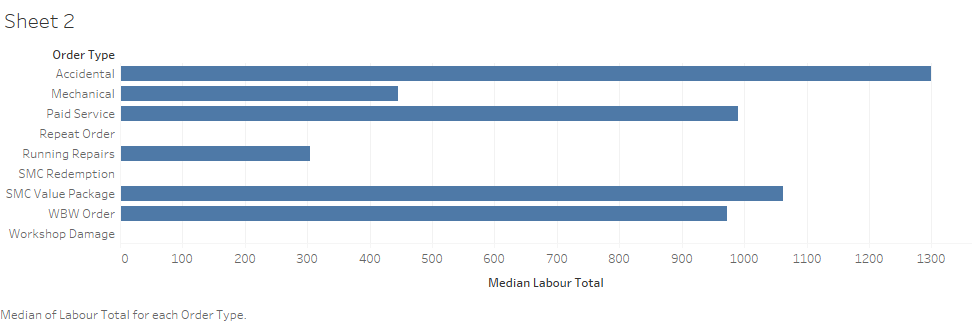 Sheet 2
Order Type
Accidental
Mechanical
Paid Service
Repeat Order
Running Repairs
SMC Redemption
SMC Value Package
WBW Order
Workshop Damage
0 100 200 300 400 500 600 700 800 900 1000 1100 1200 1300
Median Labour Total
Median of Labour Total for each Order Type.